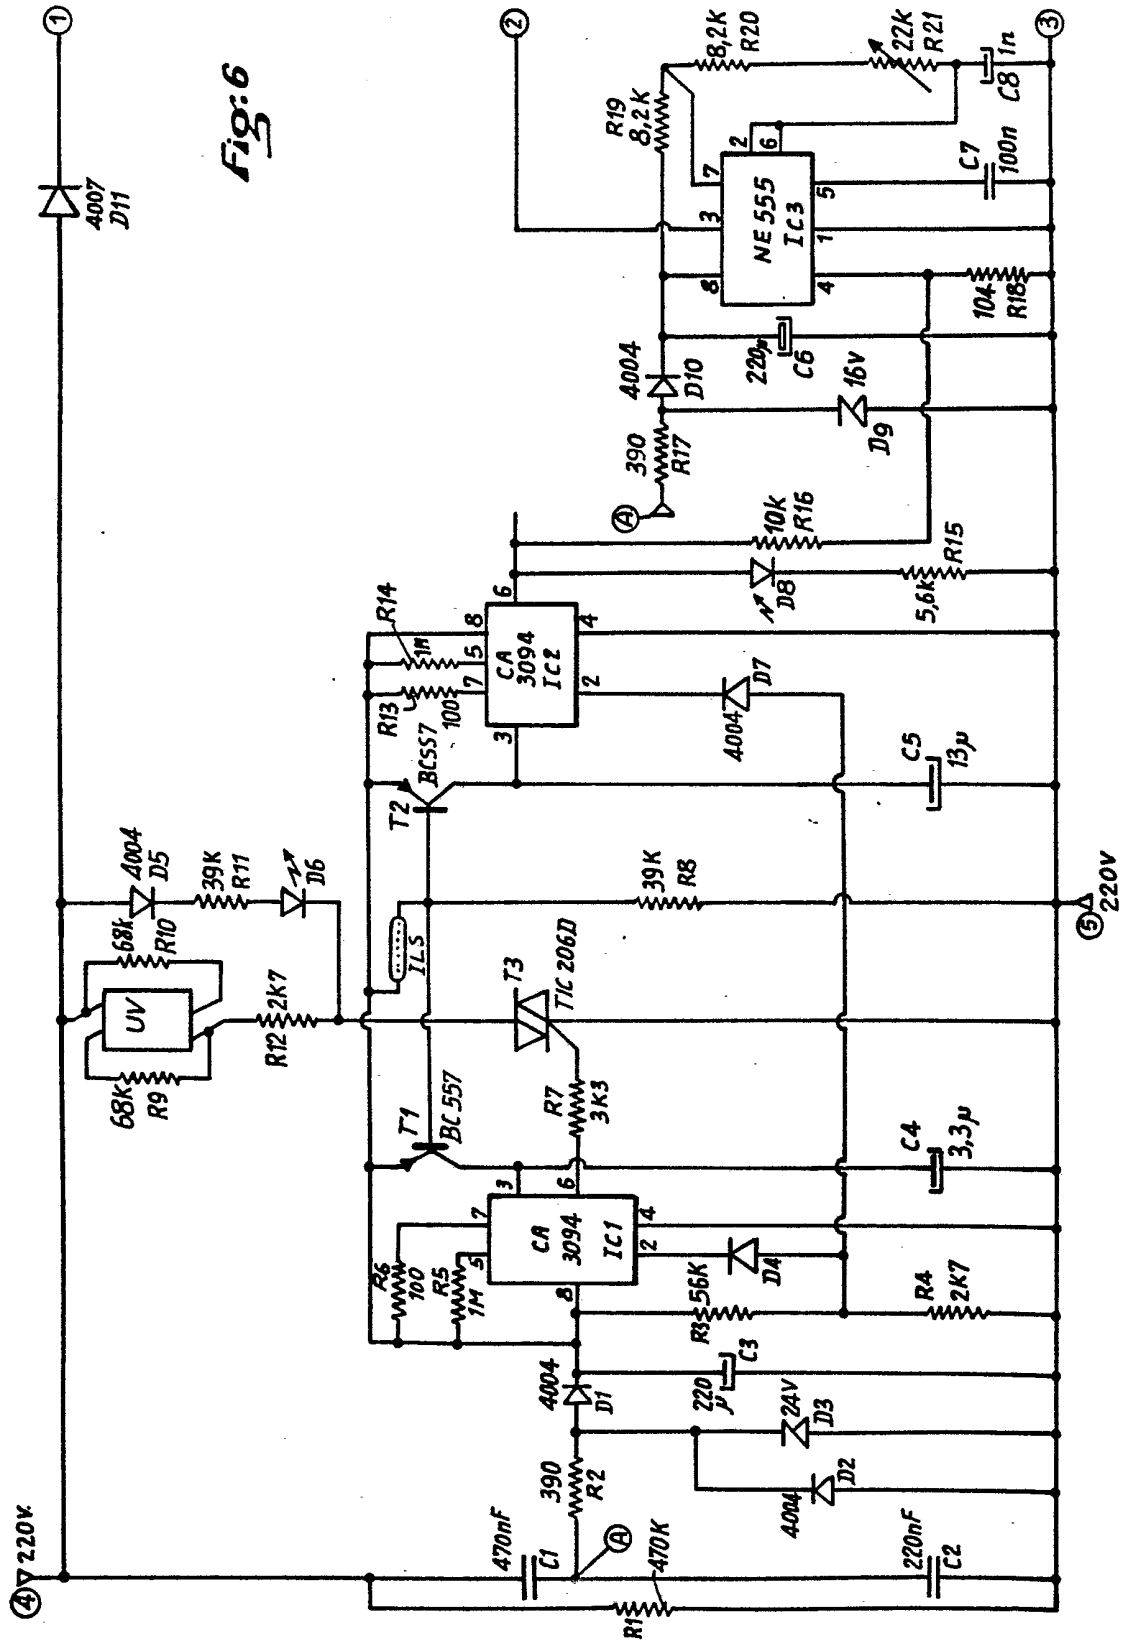 Fig:6
④ 220V.
①
4007
D11
②
③
⑤
220V
68K
R9
UV
68K
R10
4004
D5
39K
R11
D6
R12
2K7
ILS
T1
BC557
T2
BC557
T3
TIC 206D
R7
3K3
39K
R8
R6
100
R5
1M
7
5
3
6
8
2
4
CA
3094
IC1
R13
100
R14
1M
3
7
5
8
6
2
4
CA
3094
IC2
470nF
C1
390
R2
A
R1
470K
220nF
C2
4004
D1
4004
D2
24V
D3
220
µ
C3
R3
56K
D4
R4
2K7
C4
3,3µ
C5
13µ
4004
D7
D8
5,6K
R15
10K
R16
A
390
R17
4004
D10
16V
D9
220µ
C6
R19
8,2K
8,2K
R20
22K
R21
8
3
7
2
6
4
1
5
NE555
IC3
104
R18
C7
100n
C8
1n